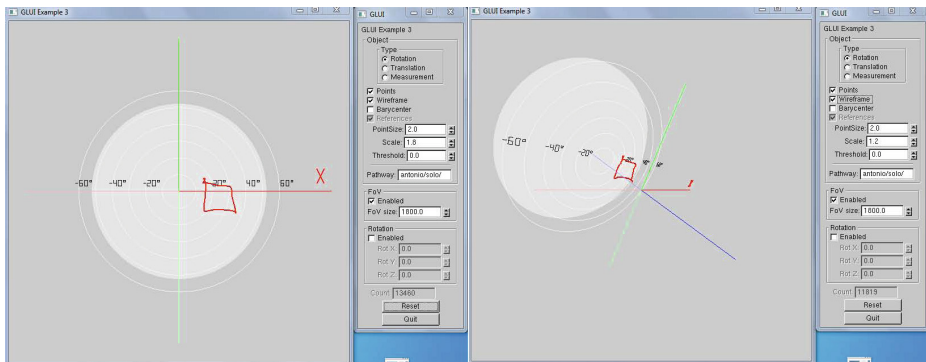 GLUI Example 3
-60° -40° -20° 20° 40° 60° X
GLUI
GLUI Example 3
Object
Type
Rotation
Translation
Measurement
Points
Wireframe
Barycenter
References
PointSize: 2.0
Scale: 1.6
Threshold: 0.0
Pathway: antonio/solo/
FoV
Enabled
FoV size: 1800.0
Rotation
Enabled
Rot X: 0.0
Rot Y: 0.0
Rot Z: 0.0
Count: 13460
Reset
Quit
GLUI Example 3
-60° -40° -20°
GLUI
GLUI Example 3
Object
Type
Rotation
Translation
Measurement
Points
Wireframe
Barycenter
References
PointSize: 2.0
Scale: 1.2
Threshold: 0.0
Pathway: antonio/solo/
FoV
Enabled
FoV size: 1800.0
Rotation
Enabled
Rot X: 0.0
Rot Y: 0.0
Rot Z: 0.0
Count: 11819
Reset
Quit